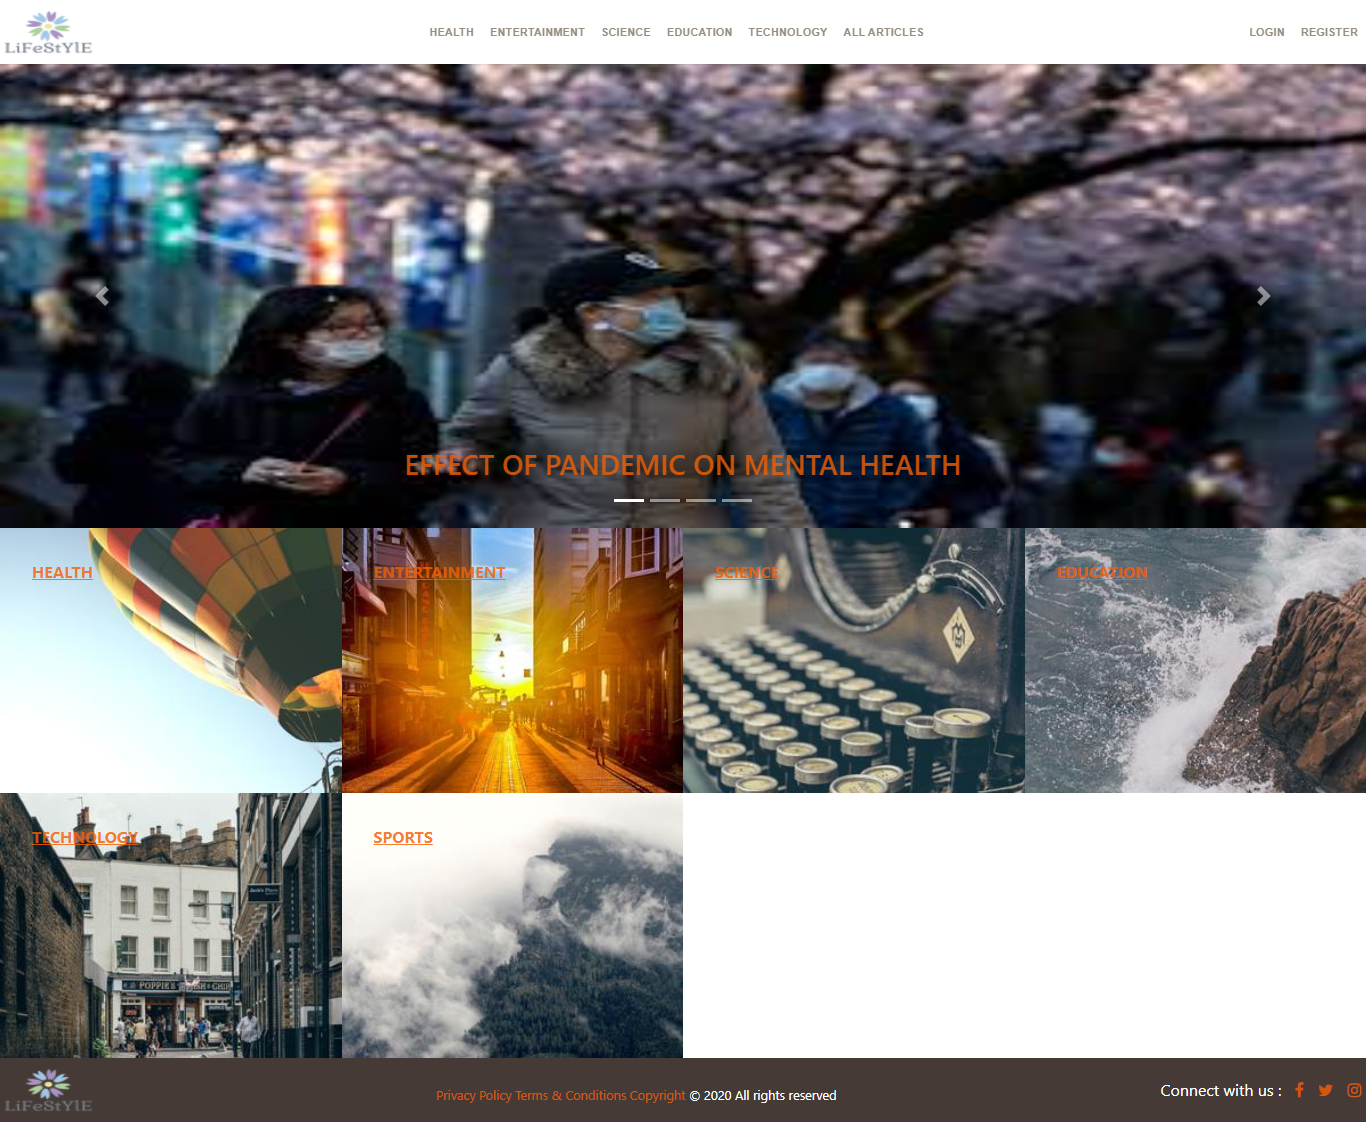 LiFeStYlE
HEALTH ENTERTAINMENT SCIENCE EDUCATION TECHNOLOGY ALL ARTICLES
LOGIN REGISTER
EFFECT OF PANDEMIC ON MENTAL HEALTH
HEALTH
ENTERTAINMENT
SCIENCE
EDUCATION
TECHNOLOGY
SPORTS
POPPIE'S FISH & CHIPS
LiFeStYlE
Privacy Policy Terms & Conditions Copyright © 2020 All rights reserved
Connect with us :